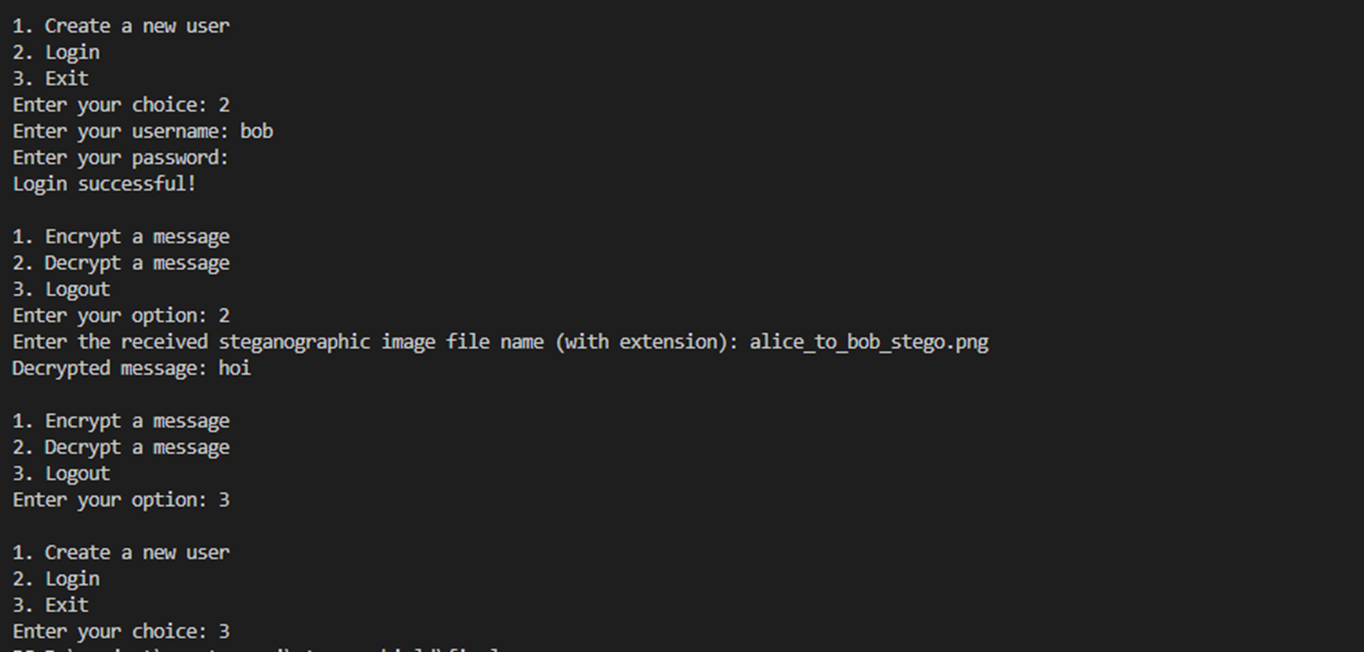 1. Create a new user
2. Login
3. Exit
Enter your choice: 2
Enter your username: bob
Enter your password:
Login successful!
1. Encrypt a message
2. Decrypt a message
3. Logout
Enter your option: 2
Enter the received steganographic image file name (with extension): alice_to_bob_stego.png
Decrypted message: hoi
1. Encrypt a message
2. Decrypt a message
3. Logout
Enter your option: 3
1. Create a new user
2. Login
3. Exit
Enter your choice: 3